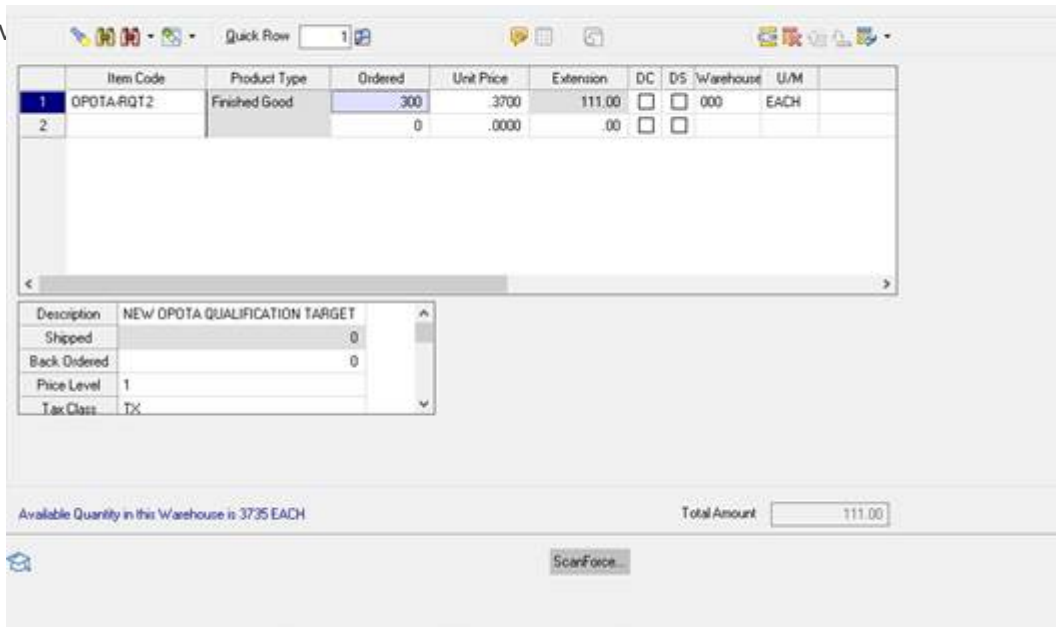 Quick Row 1
Item Code Product Type Ordered Unit Price Extension DC DS Warehouse U/M
1 OPOTA-RQT2 Finished Good 300 .3700 111.00 000 EACH
2 0 .0000 .00
Description NEW OPOTA QUALIFICATION TARGET
Shipped 0
Back Ordered 0
Price Level 1
Tax Class TX
Available Quantity in this Warehouse is 3735 EACH Total Amount 111.00
ScanForce...